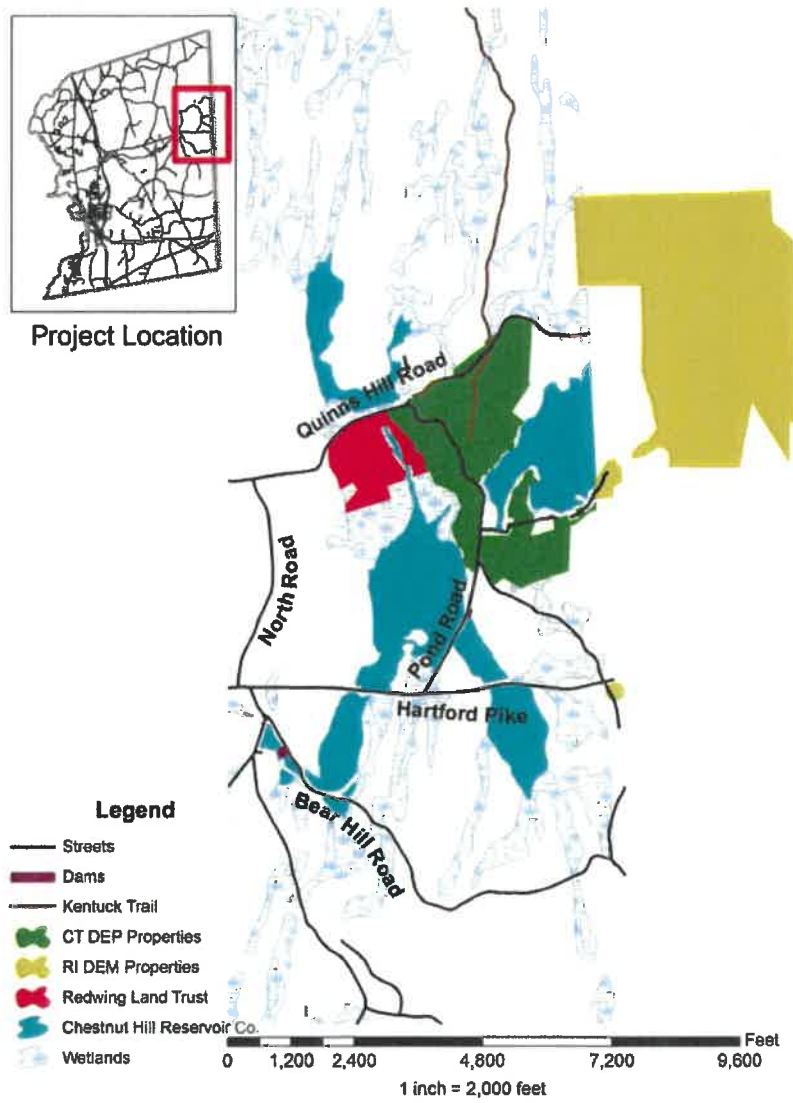 Project Location
Quinns Hill Road
North Road
Pond Road
Hartford Pike
Bear Hill Road
Legend
Streets
Dams
Kentuck Trail
CT DEP Properties
RI DEM Properties
Redwing Land Trust
Chestnut Hill Reservoir Co.
Wetlands
Feet
0 1,200 2,400 4,800 7,200 9,600
1 inch = 2,000 feet